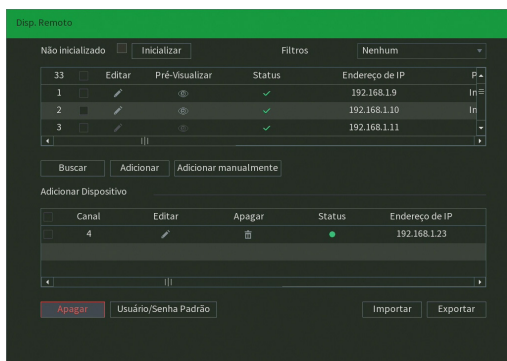 Disp. Remoto
Não inicializado Inicializar Filtros Nenhum
33 Editar Pré-Visualizar Status Endereço de IP P
1 192.168.1.9 In
2 192.168.1.10 In
3 192.168.1.11
Buscar Adicionar Adicionar manualmente
Adicionar Dispositivo
Canal Editar Apagar Status Endereço de IP
4 192.168.1.23
Apagar Usuário/Senha Padrão Importar Exportar